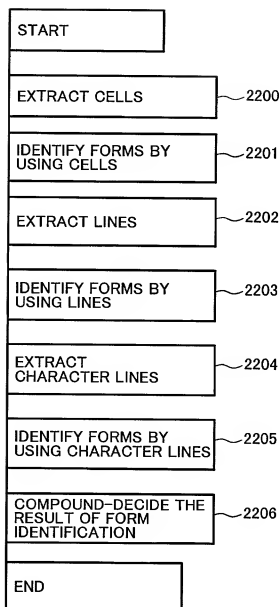 START
EXTRACT CELLS
2200
IDENTIFY FORMS BY
USING CELLS
2201
EXTRACT LINES
2202
IDENTIFY FORMS BY
USING LINES
2203
EXTRACT
CHARACTER LINES
2204
IDENTIFY FORMS BY
USING CHARACTER LINES
2205
COMPOUND-DECIDE THE
RESULT OF FORM
IDENTIFICATION
2206
END